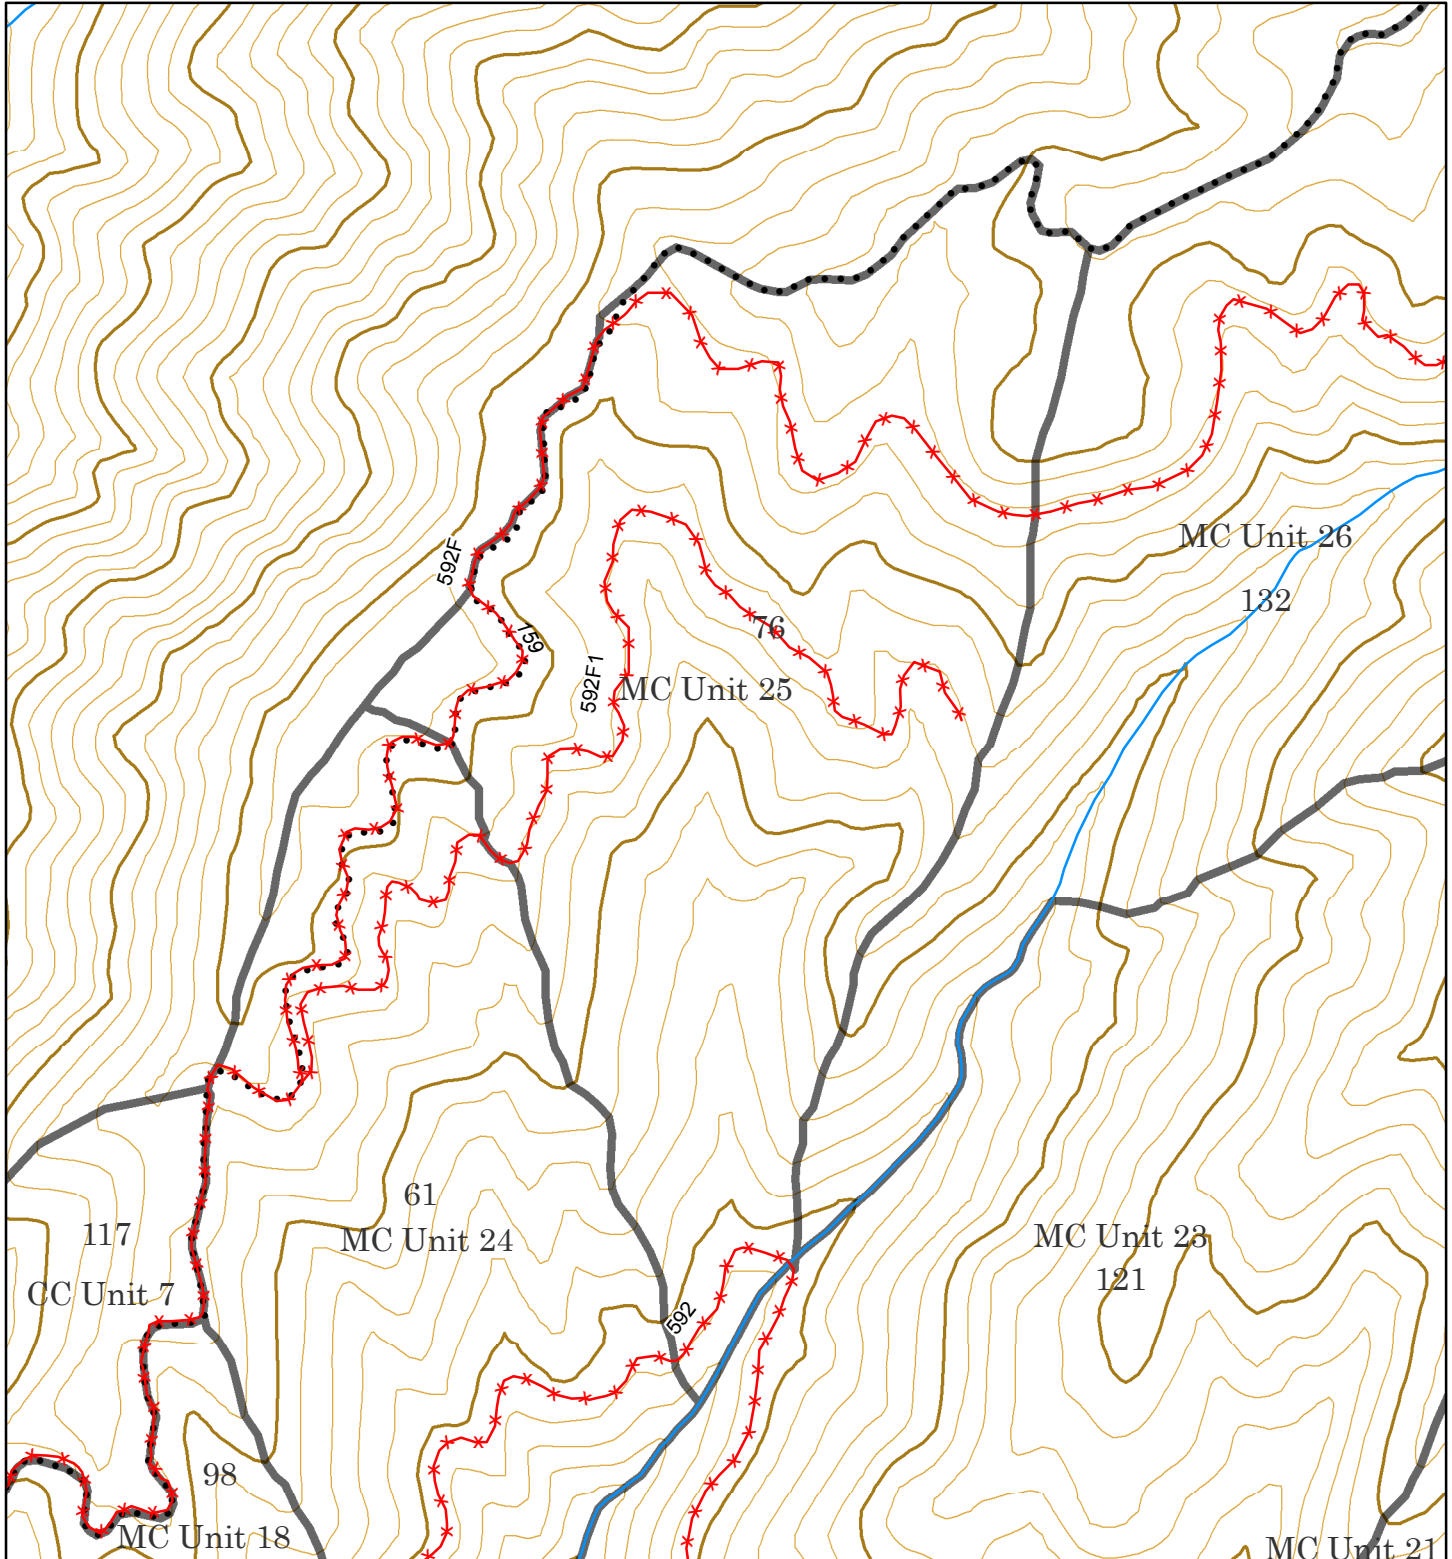 592F
MC Unit 26
132
159
76
592F1
MC Unit 25
61
117
MC Unit 24
MC Unit 23
121
CC Unit 7
592
98
MC Unit 18
MC Unit 21